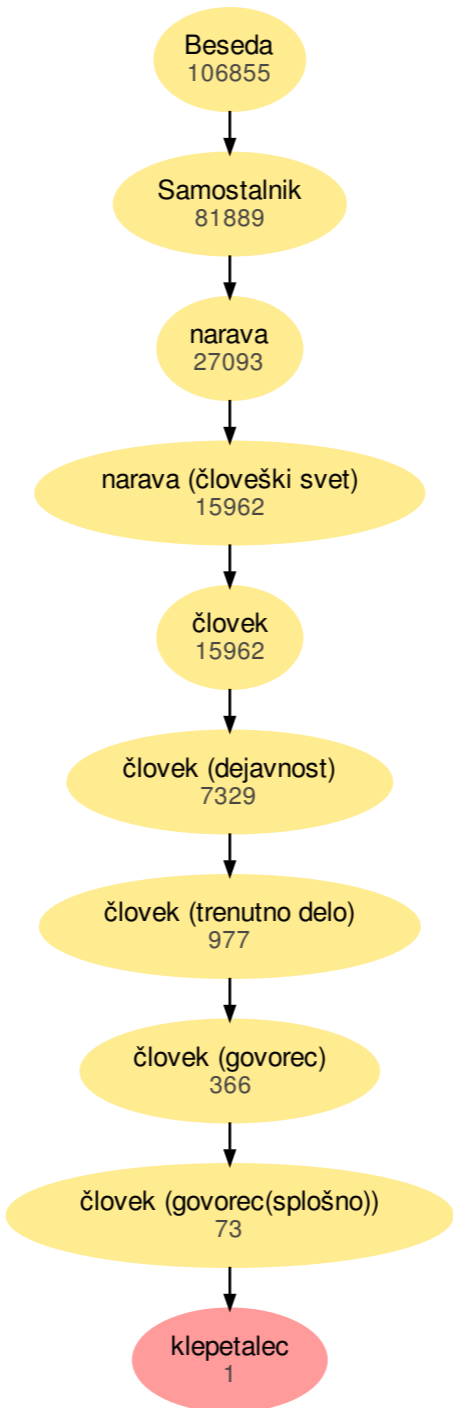 Beseda
106855
Samostalnik
81889
narava
27093
narava (človeški svet)
15962
človek
15962
človek (dejavnost)
7329
človek (trenutno delo)
977
človek (govorec)
366
človek (govorec(splošno))
73
klepetalec
1